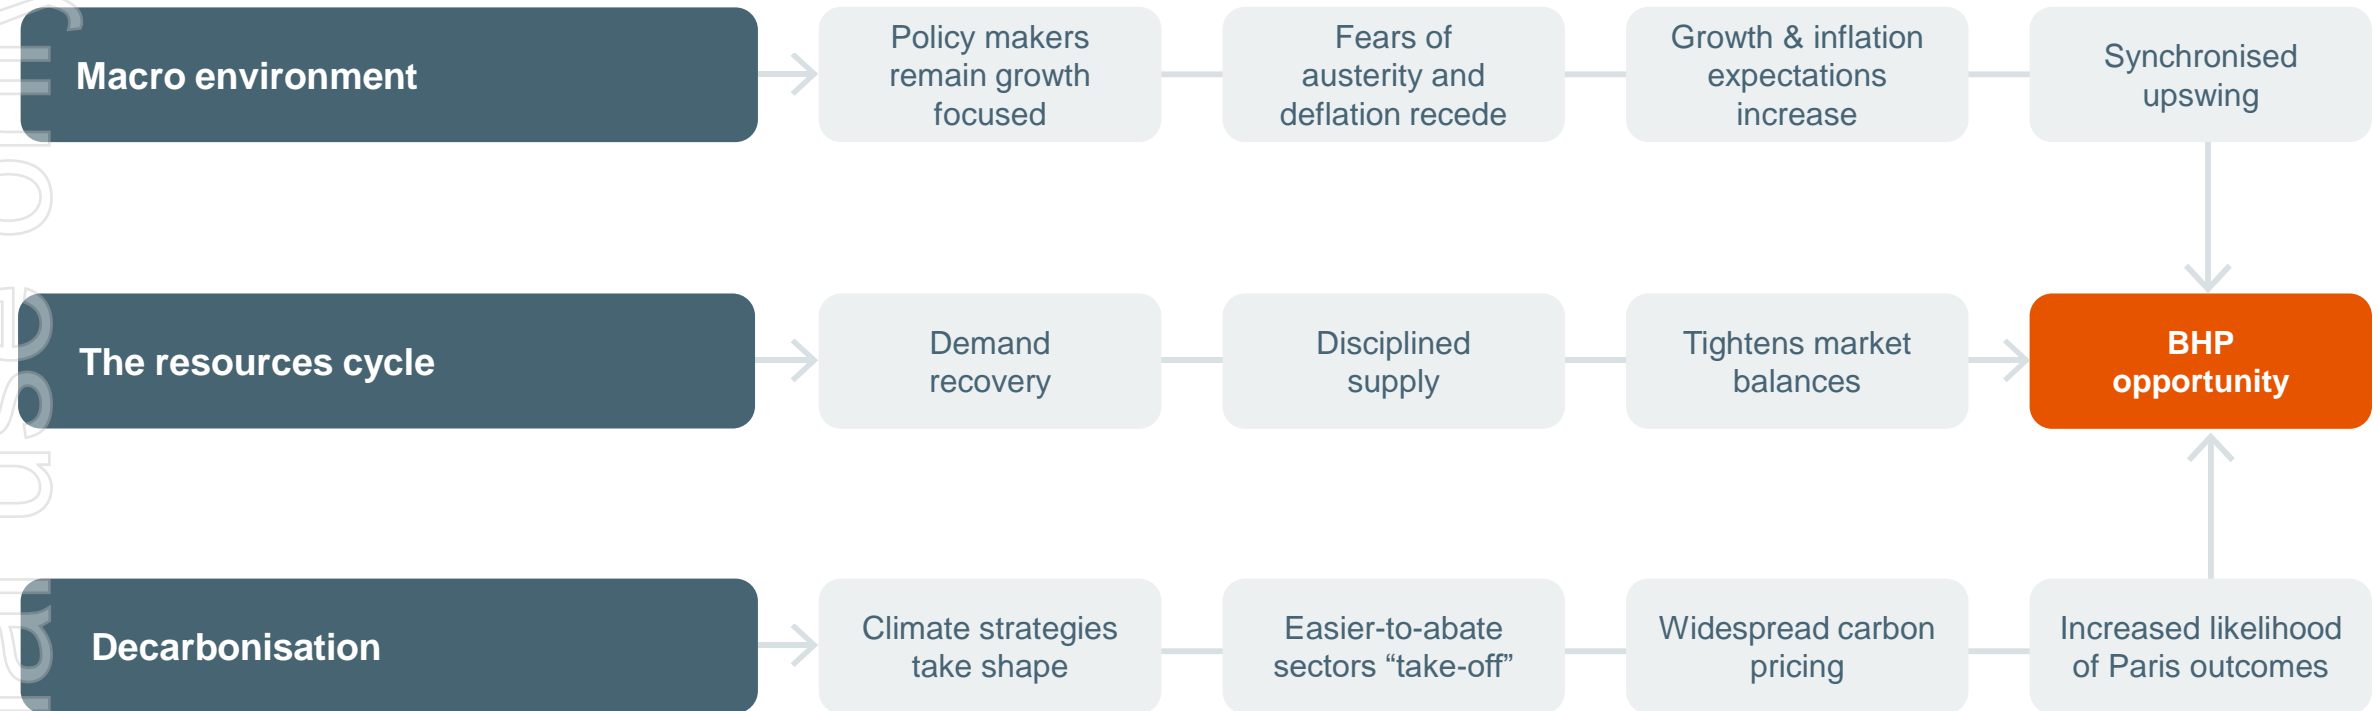 Macro environment
Policy makers
remain growth
focused
Fears of
austerity and
deflation recede
Growth & inflation
expectations
increase
Synchronised
upswing
The resources cycle
Demand
recovery
Disciplined
supply
Tightens market
balances
BHP
opportunity
Decarbonisation
Climate strategies
take shape
Easier-to-abate
sectors “take-off”
Widespread carbon
pricing
Increased likelihood
of Paris outcomes
use only